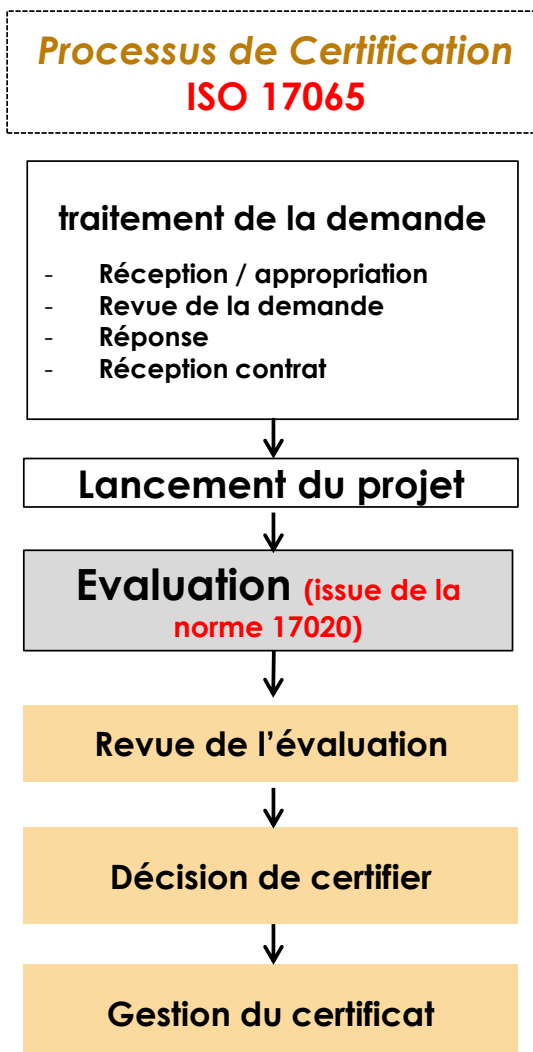 Processus de Certification
ISO 17065
traitement de la demande
- Réception / appropriation
- Revue de la demande
- Réponse
- Réception contrat
Lancement du projet
Evaluation (issue de la
norme 17020)
Revue de l’évaluation
Décision de certifier
Gestion du certificat